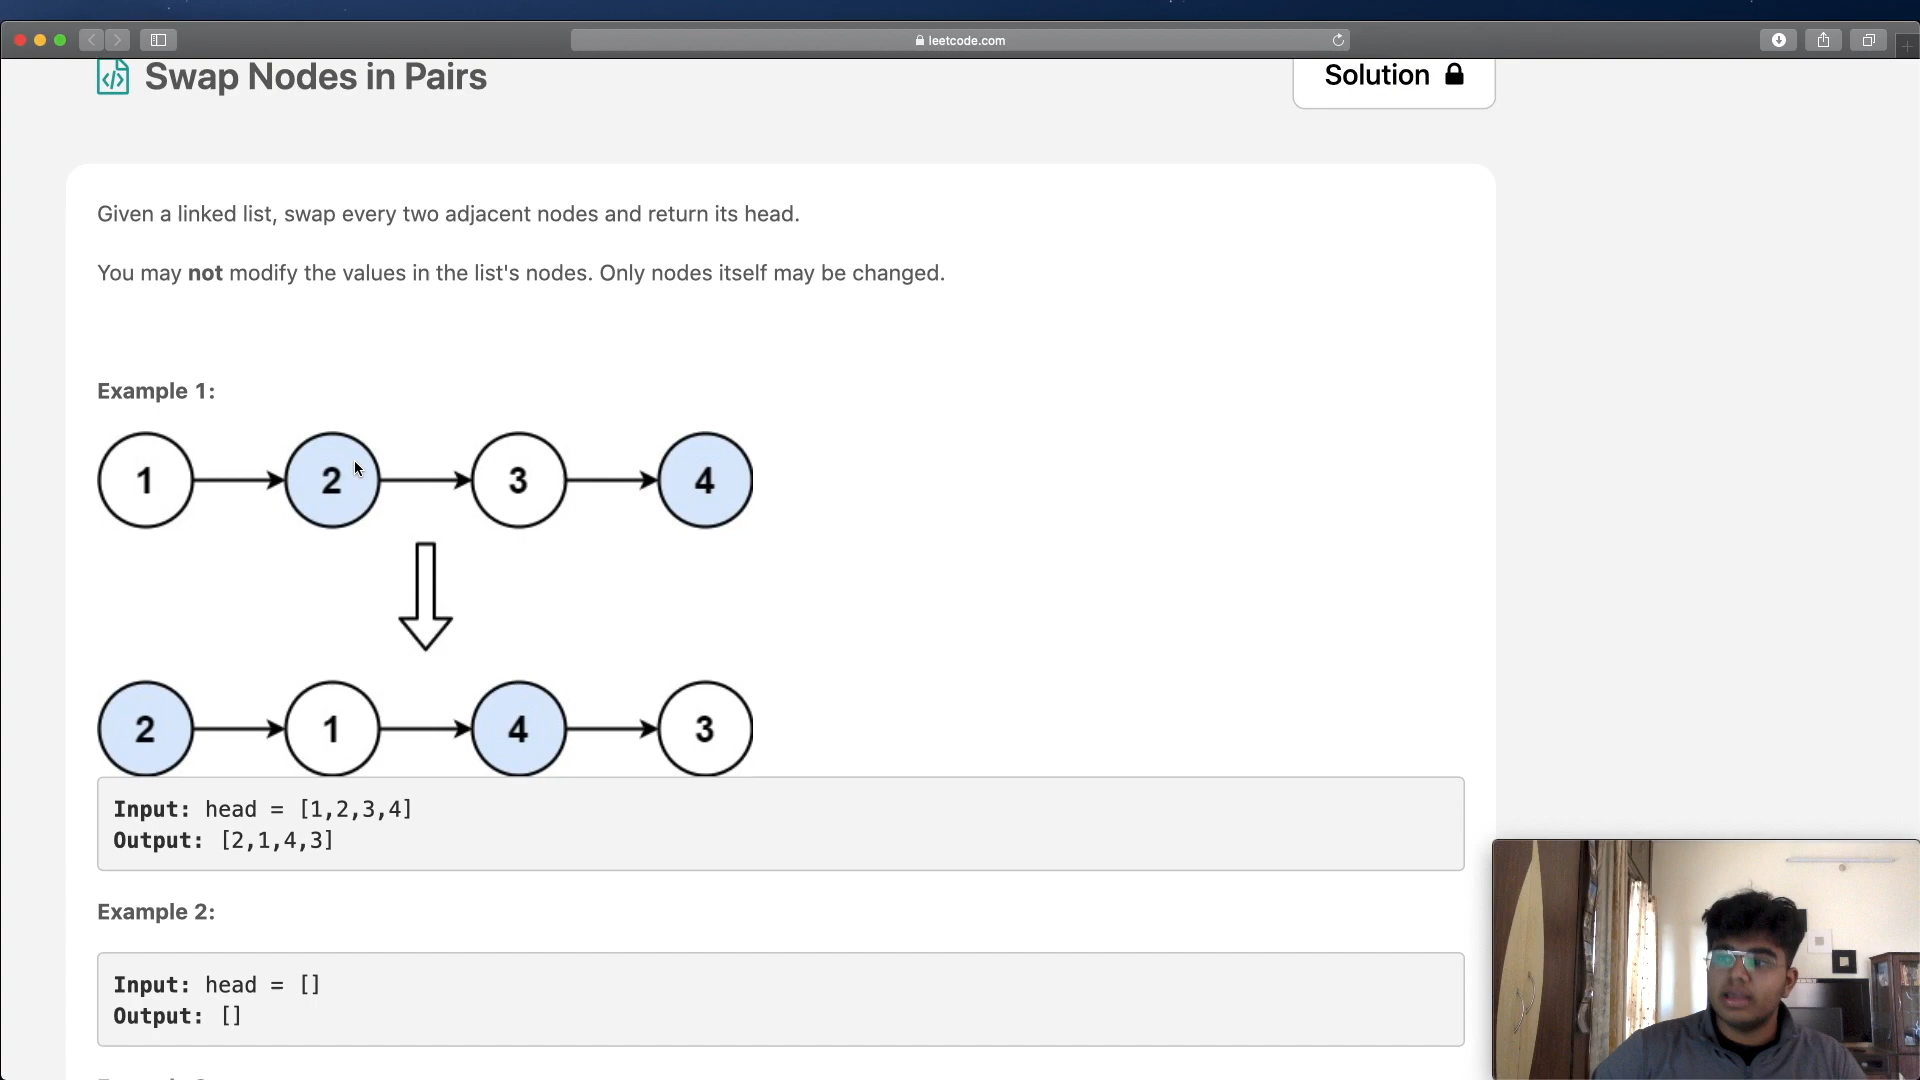 leetcode.com
Swap Nodes in Pairs
Solution
Given a linked list, swap every two adjacent nodes and return its head.
You may not modify the values in the list's nodes. Only nodes itself may be changed.
Example 1:
1 2 3 4
2 1 4 3
Input: head = [1,2,3,4]
Output: [2,1,4,3]
Example 2:
Input: head = []
Output: []